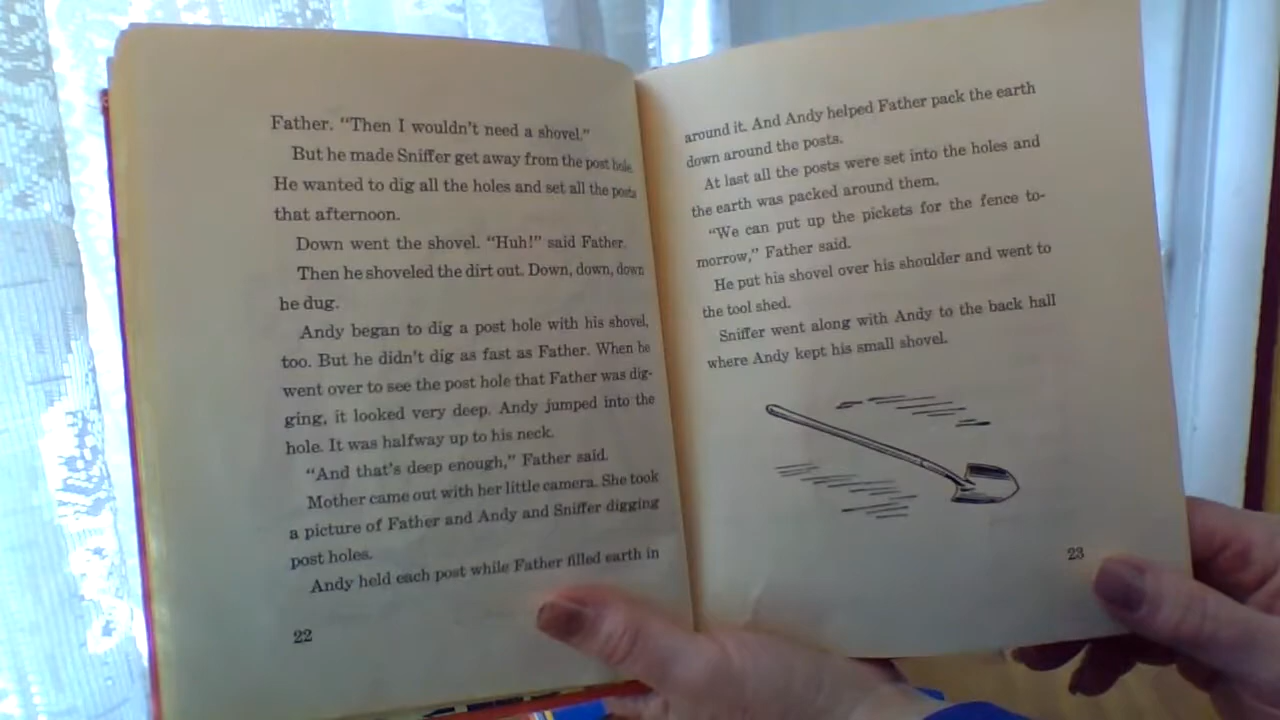 Father. “Then I wouldn’t need a shovel.”
But he made Sniffer get away from the post hole.
He wanted to dig all the holes and set all the posts
that afternoon.
Down went the shovel. “Huh!” said Father.
Then he shoveled the dirt out. Down, down, down
he dug.
Andy began to dig a post hole with his shovel,
too. But he didn’t dig as fast as Father. When he
went over to see the post hole that Father was dig-
ging, it looked very deep. Andy jumped into the
hole. It was halfway up to his neck.
“And that’s deep enough,” Father said.
Mother came out with her little camera. She took
a picture of Father and Andy and Sniffer digging
post holes.
Andy held each post while Father filled earth in
22
around it. And Andy helped Father pack the earth
down around the posts.
At last all the posts were set into the holes and
the earth was packed around them.
“We can put up the pickets for the fence to-
morrow,” Father said.
He put his shovel over his shoulder and went to
the tool shed.
Sniffer went along with Andy to the back hall
where Andy kept his small shovel.
23